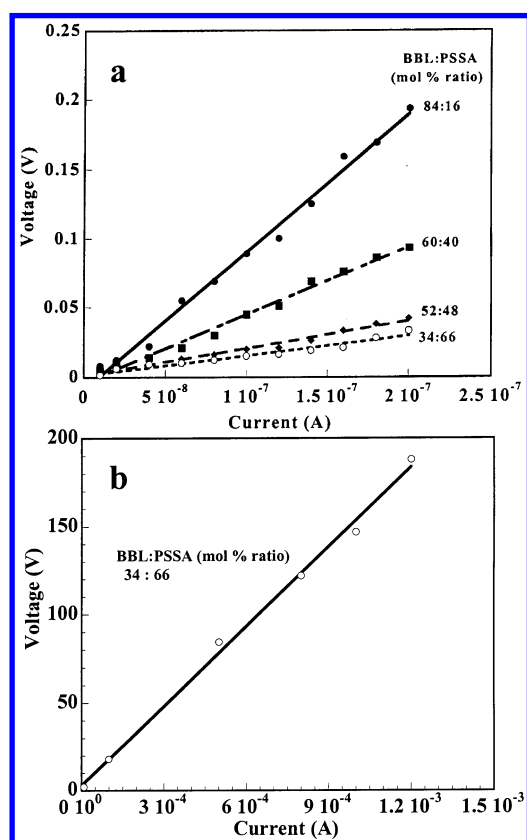 0.25
a
BBL:PSSA
(mol % ratio)
84:16
0.2
0.15
Voltage (V)
0.1
60:40
0.05
52:48
34:66
0
0 5 10⁻⁸ 1 10⁻⁷ 1.5 10⁻⁷ 2 10⁻⁷ 2.5 10⁻⁷
Current (A)
200
b
150
BBL:PSSA (mol % ratio)
34 : 66
Voltage (V)
100
50
0
0 10⁰ 3 10⁻⁴ 6 10⁻⁴ 9 10⁻⁴ 1.2 10⁻³ 1.5 10⁻³
Current (A)